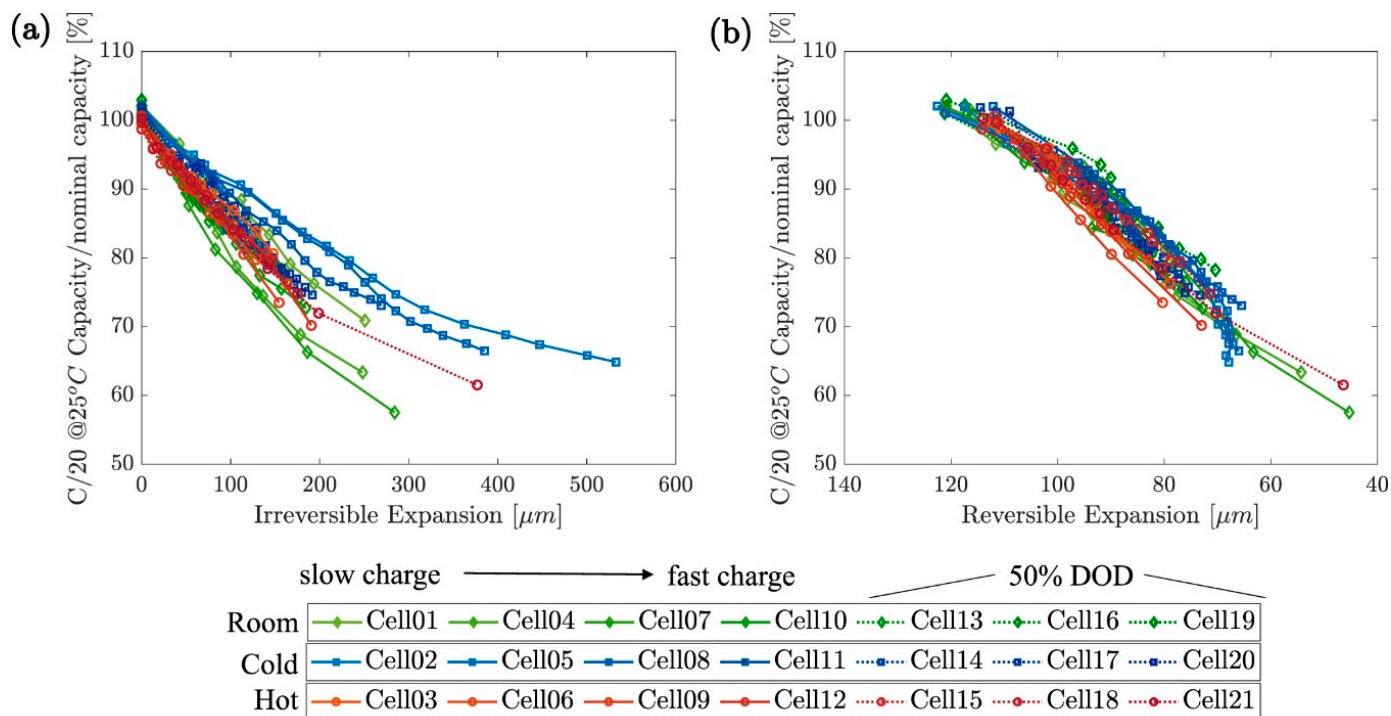 (a)
C/20 @25°C Capacity/nominal capacity [%]
110
100
90
80
70
60
50
0 100 200 300 400 500 600
Irreversible Expansion [μm]
(b)
C/20 @25°C Capacity/nominal capacity [%]
110
100
90
80
70
60
50
140 120 100 80 60 40
Reversible Expansion [μm]
slow charge fast charge 50% DOD
Room Cell01 Cell04 Cell07 Cell10 Cell13 Cell16 Cell19
Cold Cell02 Cell05 Cell08 Cell11 Cell14 Cell17 Cell20
Hot Cell03 Cell06 Cell09 Cell12 Cell15 Cell18 Cell21